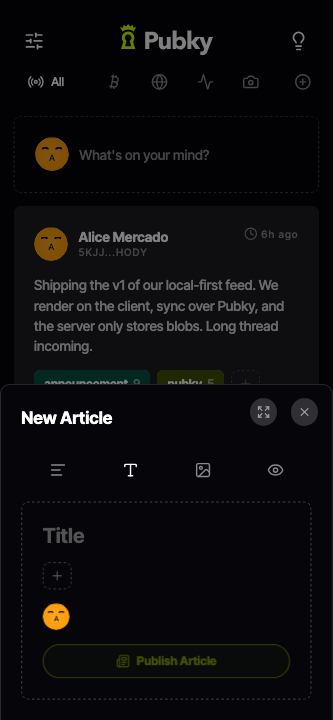 Pubky
All
What's on your mind?
Alice Mercado
6h ago
5KJJ...HODY
Shipping the v1 of our local-first feed. We
render on the client, sync over Pubky, and
the server only stores blobs. Long thread
incoming.
announcement 9
pubky 5
New Article
Title
Publish Article